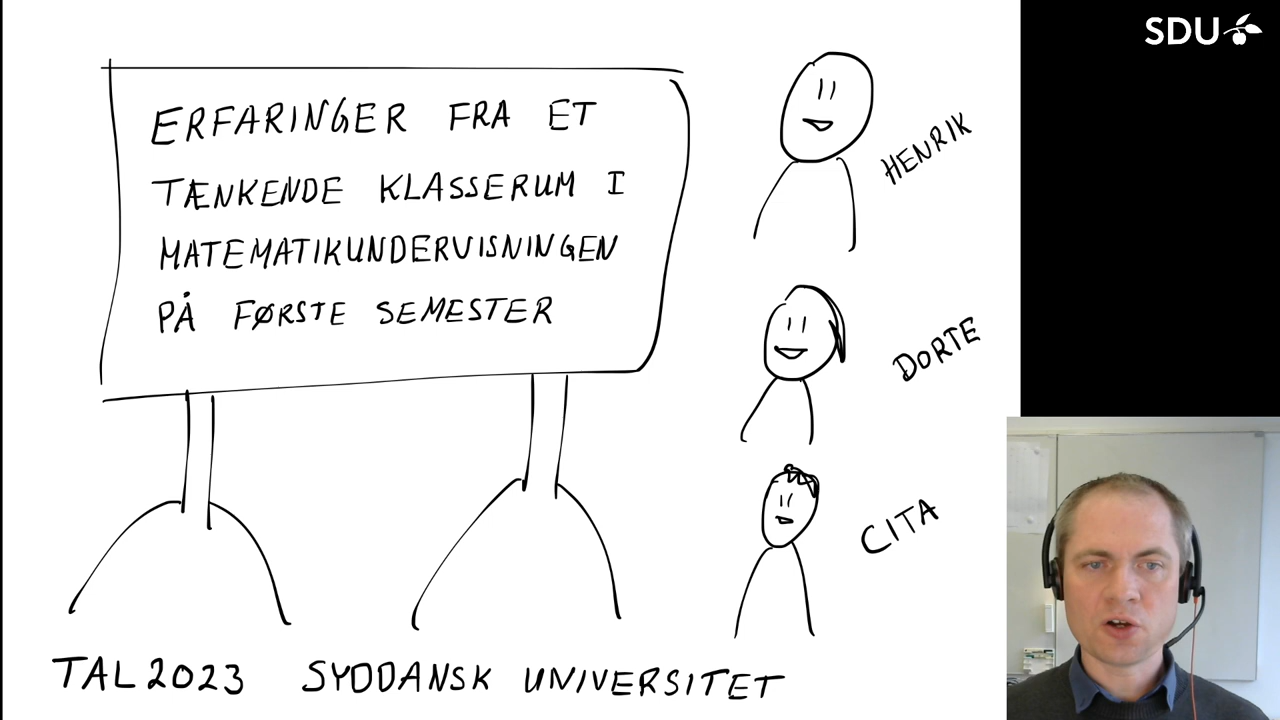 SDU
ERFARINGER FRA ET
TÆNKENDE KLASSERUM I
MATEMATIKUNDERVISNINGEN
PÅ FØRSTE SEMESTER
HENRIK
DORTE
CITA
TAL2023 SYDDANSK UNIVERSITET